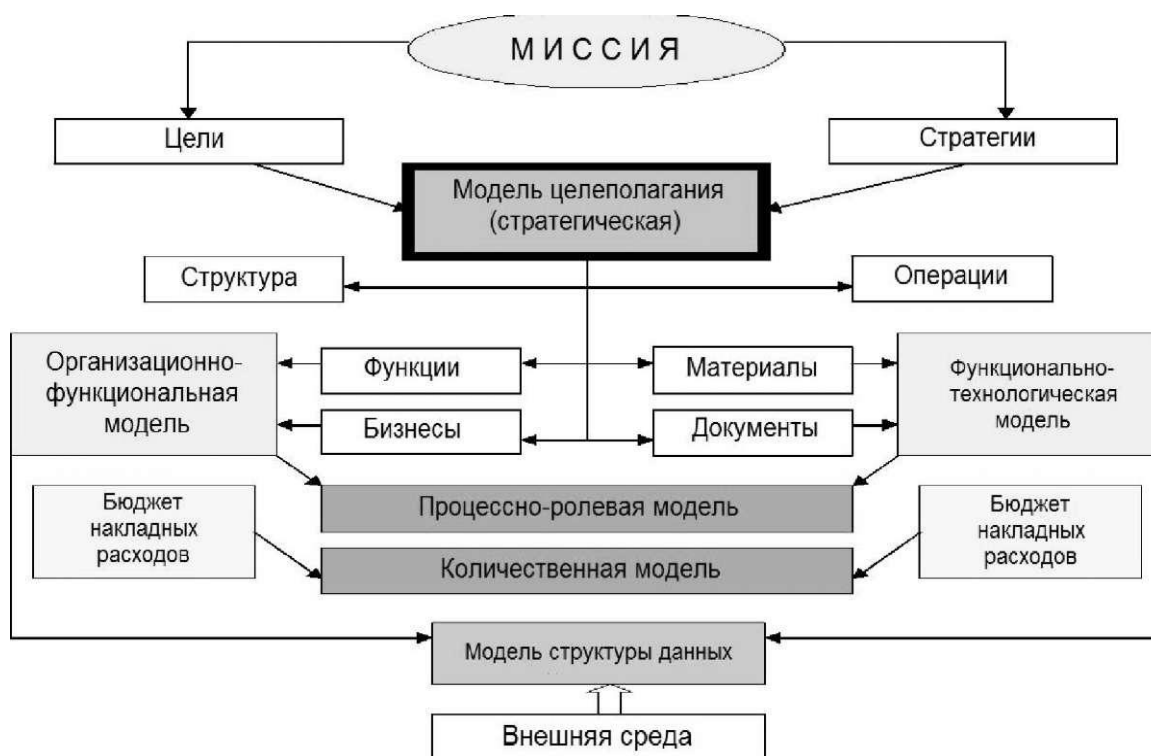 М И С С И Я
Цели
Стратегии
Модель целеполагания
(стратегическая)
Структура
Операции
Организационно-
функциональная
модель
Функции
Материалы
Функционально-
технологическая
модель
Бизнесы
Документы
Процессно-ролевая модель
Бюджет
накладных
расходов
Бюджет
накладных
расходов
Количественная модель
Модель структуры данных
Внешняя среда